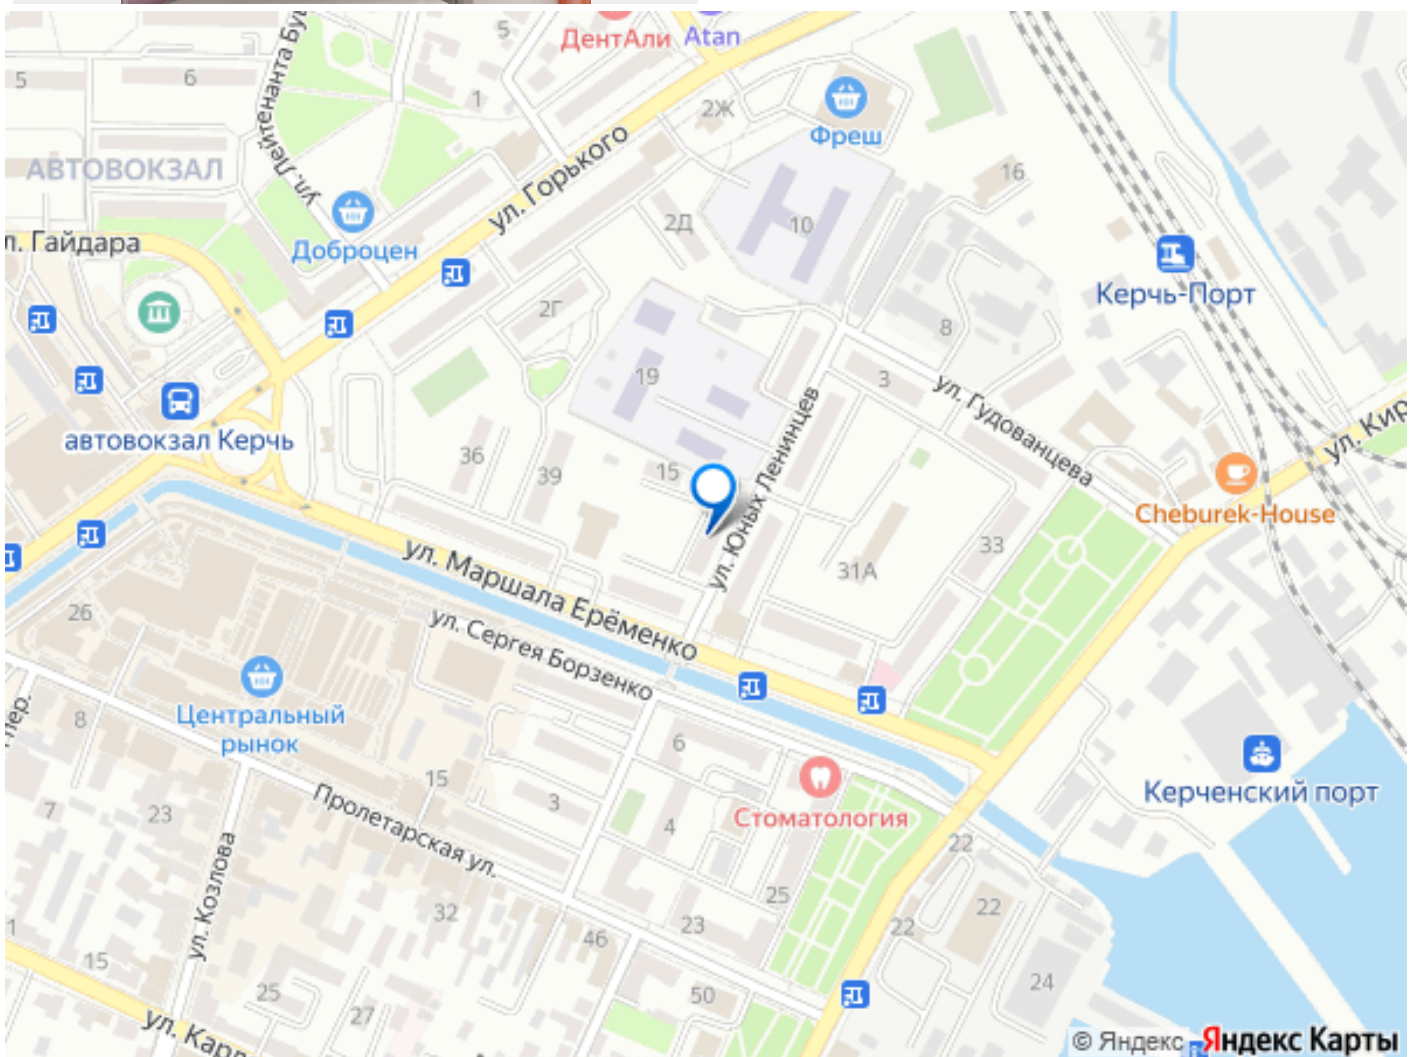 5
ДентАли
Atan
5
6
ул. Лейтенанта
1
2Ж
Фреш
АВТОВОКЗАЛ
ул. Горького
16
Доброцен
2Д
10
л. Гайдара
Керчь-Порт
2Г
8
19
3
ул. Гудованцева
автовокзал Керчь
ул. Юных Ленинцев
ул. Кир
36
39
15
Cheburek-House
33
ул. Маршала Ерёменко
31А
26
ул. Сергея Борзенко
Центральный
рынок
пер.
8
6
15
Стоматология
Керченский порт
7
23
Пролетарская ул.
3
4
22
ул. Козлова
25
32
22
22
1
46
23
15
24
25
50
27
ул. Кар
© Яндекс Яндекс Карты